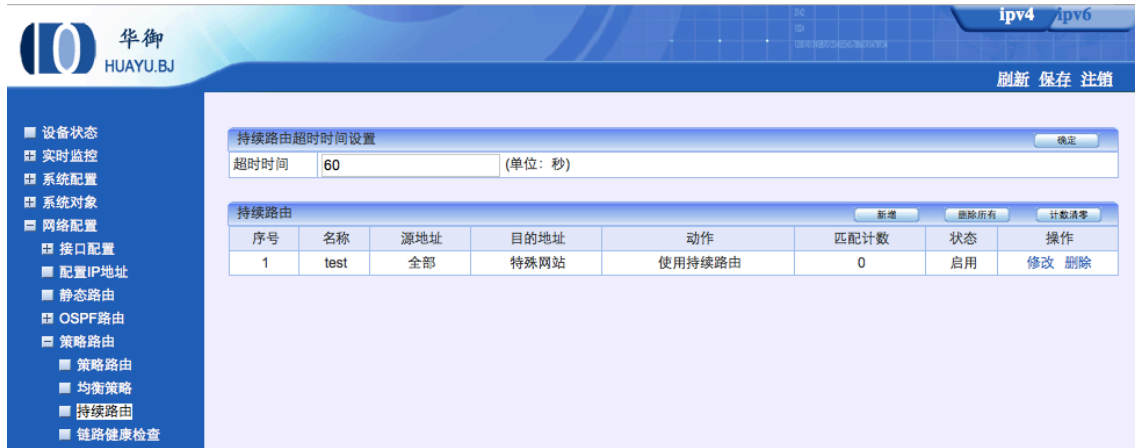 ipv4 ipv6
华御
HUAYU.BJ
刷新 保存 注销
设备状态
实时监控
系统配置
系统对象
网络配置
接口配置
配置IP地址
静态路由
OSPF路由
策略路由
策略路由
均衡策略
持续路由
链路健康检查
持续路由超时时间设置 确定
超时时间 60 (单位：秒)
持续路由 新增 删除所有 计数清零
序号 名称 源地址 目的地址 动作 匹配计数 状态 操作
1 test 全部 特殊网站 使用持续路由 0 启用 修改 删除